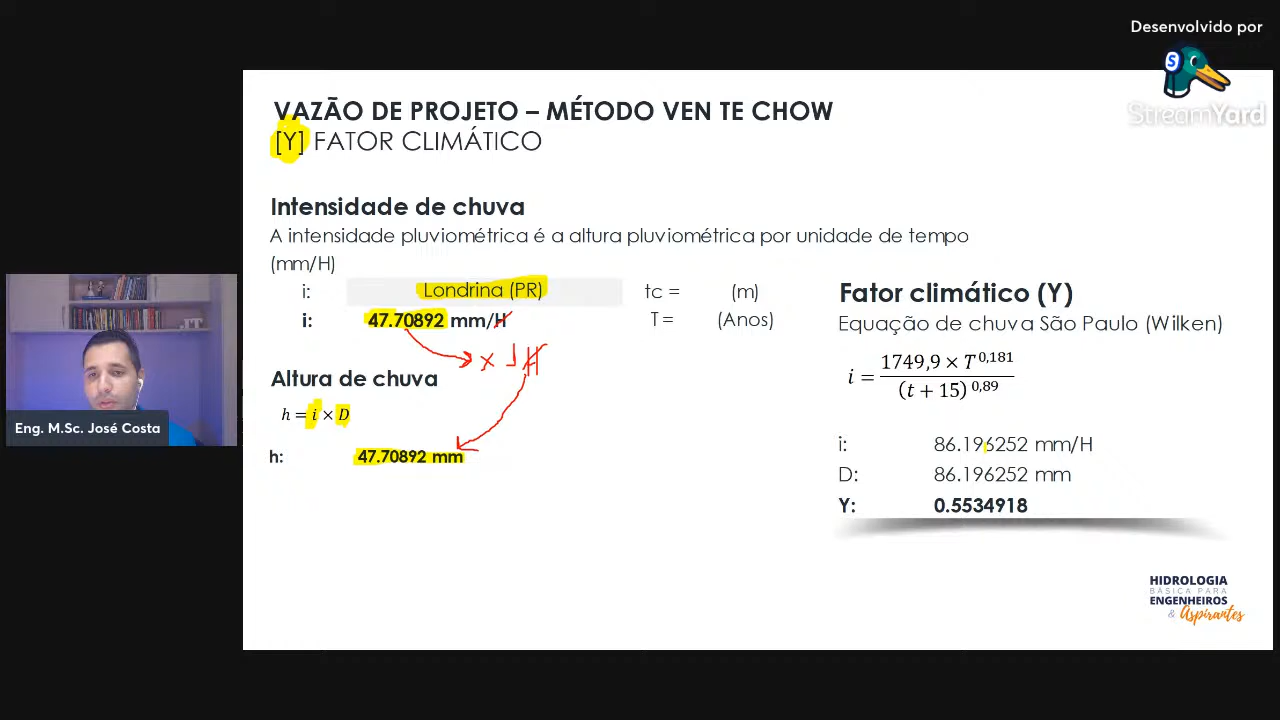 Desenvolvido por
StreamYard
VAZÃO DE PROJETO – MÉTODO VEN TE CHOW
[Y] FATOR CLIMÁTICO
Intensidade de chuva
A intensidade pluviométrica é a altura pluviométrica por unidade de tempo
(mm/H)
i: Londrina (PR) tc = (m)
i: 47.70892 mm/H T = (Anos)
x 1 H
Altura de chuva
h = i × D
h: 47.70892 mm
Fator climático (Y)
Equação de chuva São Paulo (Wilken)
i = 1749,9 × T^0,181 / (t + 15)^0,89
i: 86.196252 mm/H
D: 86.196252 mm
Y: 0.5534918
HIDROLOGIA
BÁSICA PARA
ENGENHEIROS
& Aspirantes
Eng. M.Sc. José Costa